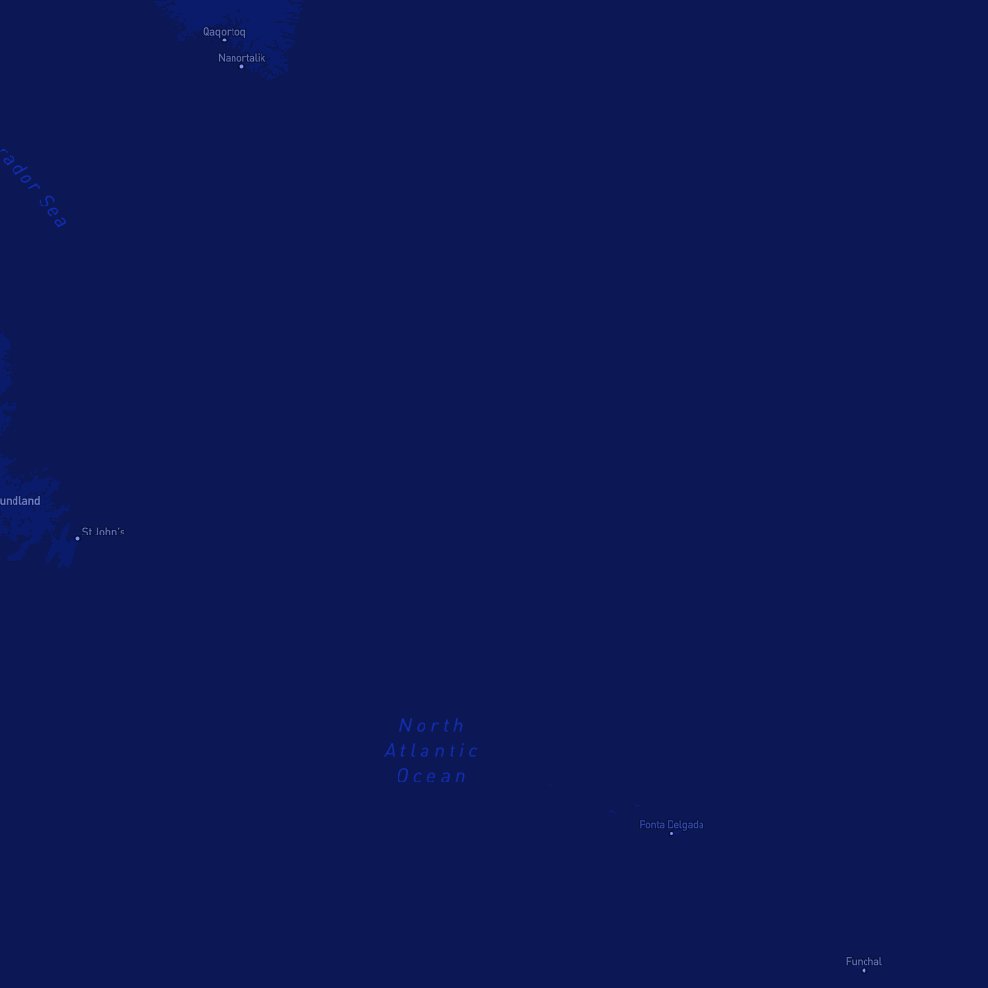 Qaqortoq
Nanortalik
rador Sea
undland
St John's
North
Atlantic
Ocean
Ponta Delgada
Funchal